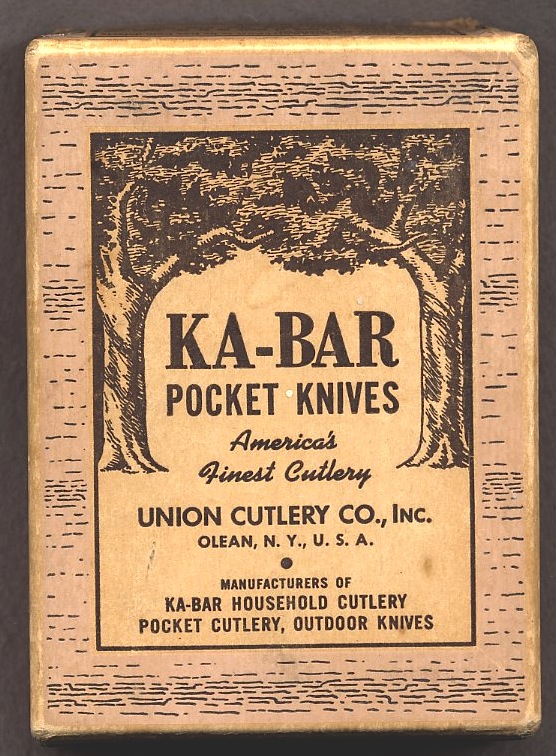 KA-BAR
POCKET KNIVES
America's
Finest Cutlery
UNION CUTLERY CO., INC.
OLEAN, N. Y., U. S. A.
MANUFACTURERS OF
KA-BAR HOUSEHOLD CUTLERY
POCKET CUTLERY, OUTDOOR KNIVES